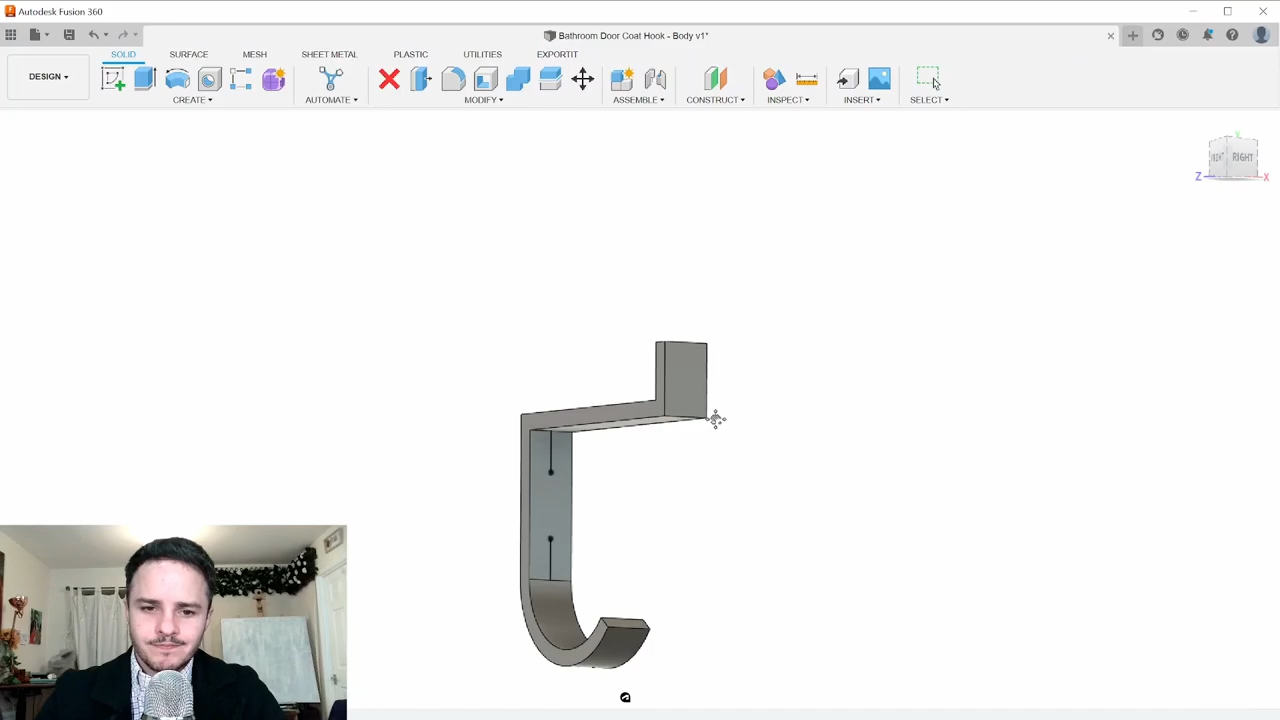 Autodesk Fusion 360
Bathroom Door Coat Hook - Body v1*
SOLID SURFACE MESH SHEET METAL PLASTIC UTILITIES EXPORTIT
DESIGN
CREATE AUTOMATE MODIFY ASSEMBLE CONSTRUCT INSPECT INSERT SELECT
Y
RIGHT
Z X